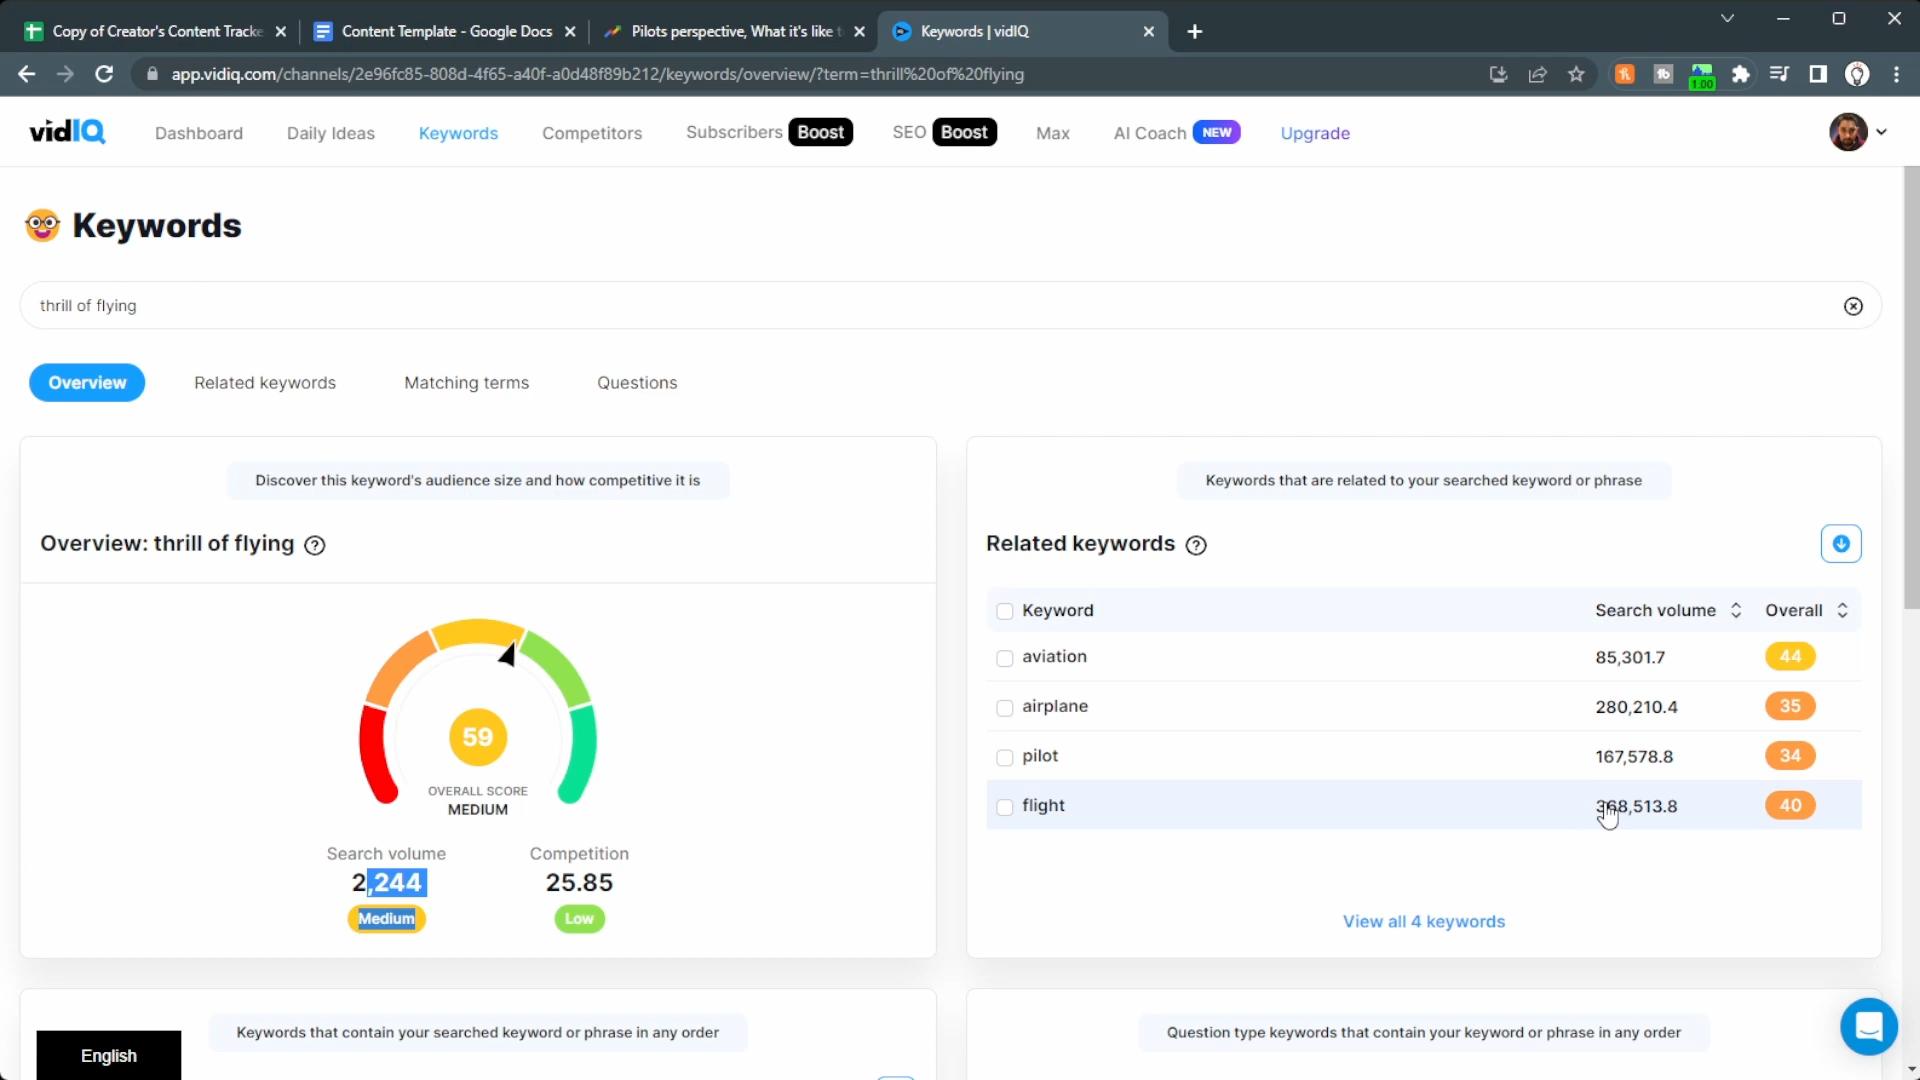 Copy of Creator's Content Tracke
Content Template - Google Docs
Pilots perspective, What it's like t
Keywords | vidIQ
app.vidiq.com/channels/2e96fc85-808d-4f65-a40f-a0d48f89b212/keywords/overview/?term=thrill%20of%20flying
1.00
vidIQ
Dashboard
Daily Ideas
Keywords
Competitors
Subscribers Boost
SEO Boost
Max
AI Coach NEW
Upgrade
Keywords
thrill of flying
Overview
Related keywords
Matching terms
Questions
Discover this keyword's audience size and how competitive it is
Overview: thrill of flying
59
OVERALL SCORE
MEDIUM
Search volume
2,244
Medium
Competition
25.85
Low
Keywords that are related to your searched keyword or phrase
Related keywords
Keyword Search volume Overall
aviation 85,301.7 44
airplane 280,210.4 35
pilot 167,578.8 34
flight 368,513.8 40
View all 4 keywords
Keywords that contain your searched keyword or phrase in any order
Question type keywords that contain your keyword or phrase in any order
English